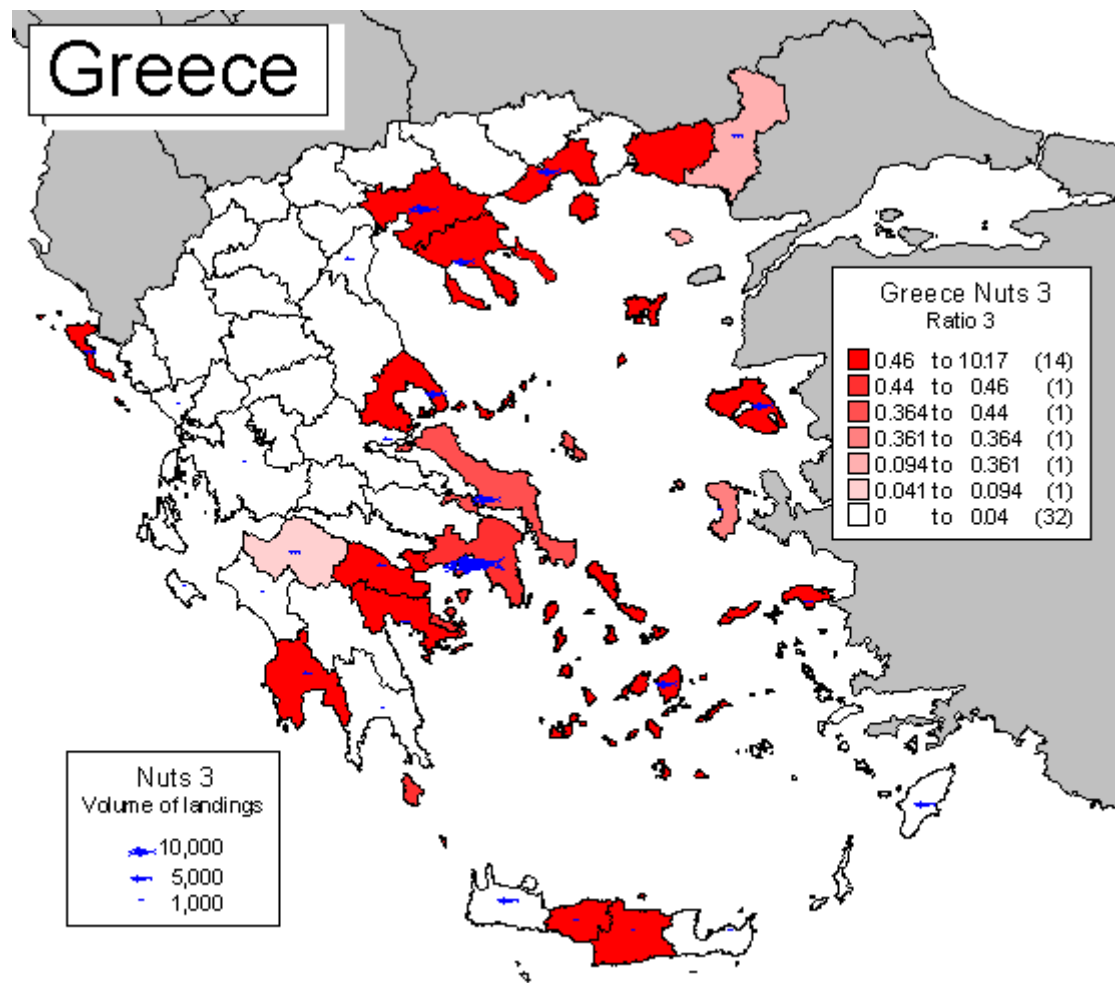 Greece
Greece Nuts 3
Ratio 3
0.46 to 10.17 (14)
0.44 to 0.46 (1)
0.364 to 0.44 (1)
0.361 to 0.364 (1)
0.094 to 0.361 (1)
0.041 to 0.094 (1)
0 to 0.04 (32)
Nuts 3
Volume of landings
10,000
5,000
1,000